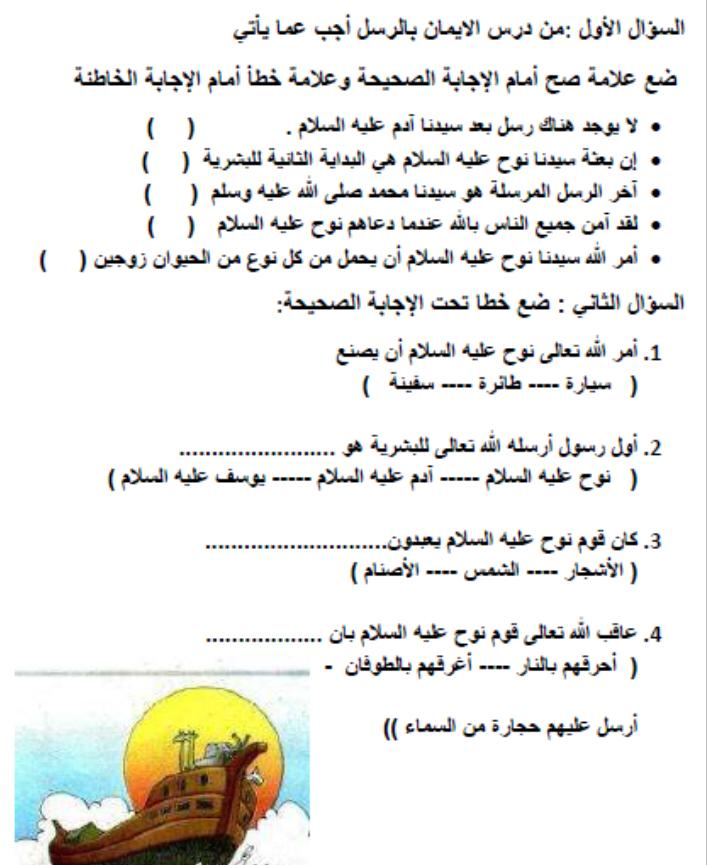 السؤال الأول :من درس الايمان بالرسل أجب عما يأتي
ضع علامة صح أمام الإجابة الصحيحة وعلامة خطأ أمام الإجابة الخاطئة
• لا يوجد هناك رسل بعد سيدنا آدم عليه السلام . ( )
• إن بعثة سيدنا نوح عليه السلام هي البداية الثانية للبشرية ( )
• آخر الرسل المرسلة هو سيدنا محمد صلى الله عليه وسلم ( )
• لقد آمن جميع الناس بالله عندما دعاهم نوح عليه السلام ( )
• أمر الله سيدنا نوح عليه السلام أن يحمل من كل نوع من الحيوان زوجين ( )
السؤال الثاني : ضع خطا تحت الإجابة الصحيحة:
1. أمر الله تعالى نوح عليه السلام أن يصنع
( سيارة ---- طائرة ---- سفينة )
2. أول رسول أرسله الله تعالى للبشرية هو ........................
( نوح عليه السلام ----- آدم عليه السلام ----- يوسف عليه السلام )
3. كان قوم نوح عليه السلام يعبدون............................
( الأشجار ---- الشمس ---- الأصنام )
4. عاقب الله تعالى قوم نوح عليه السلام بان ..................
( أحرقهم بالنار ---- أغرقهم بالطوفان -
أرسل عليهم حجارة من السماء ))